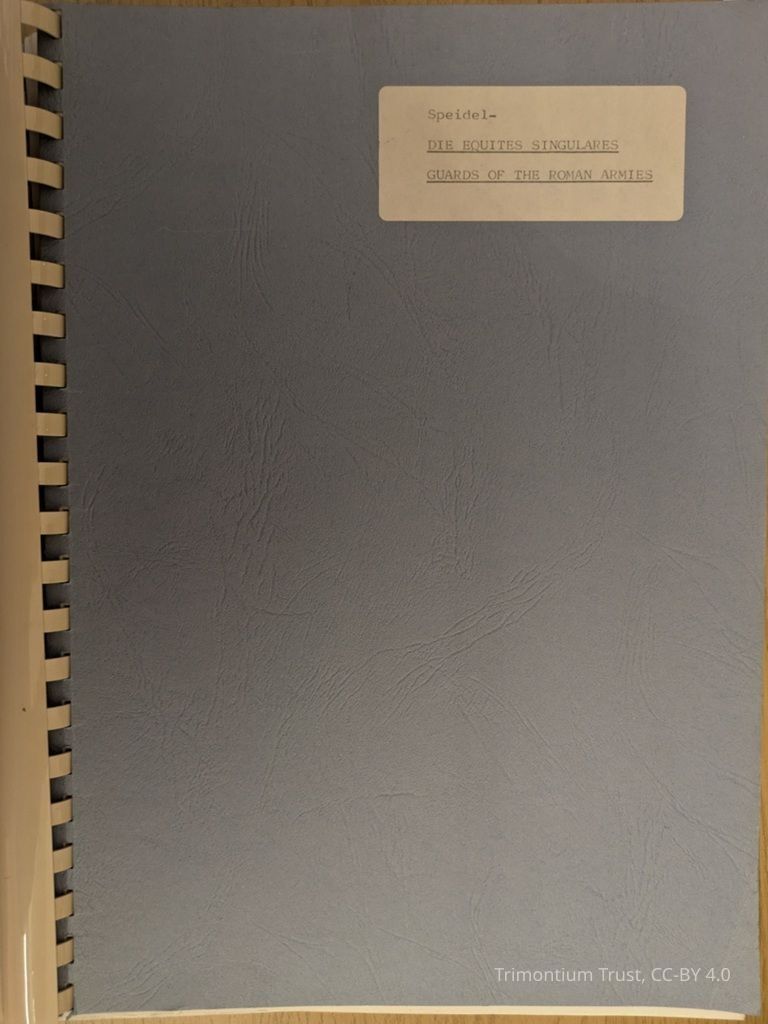 Speidel-
DIE EQUITES SINGULARES
GUARDS OF THE ROMAN ARMIES
Trimontium Trust, CC-BY 4.0